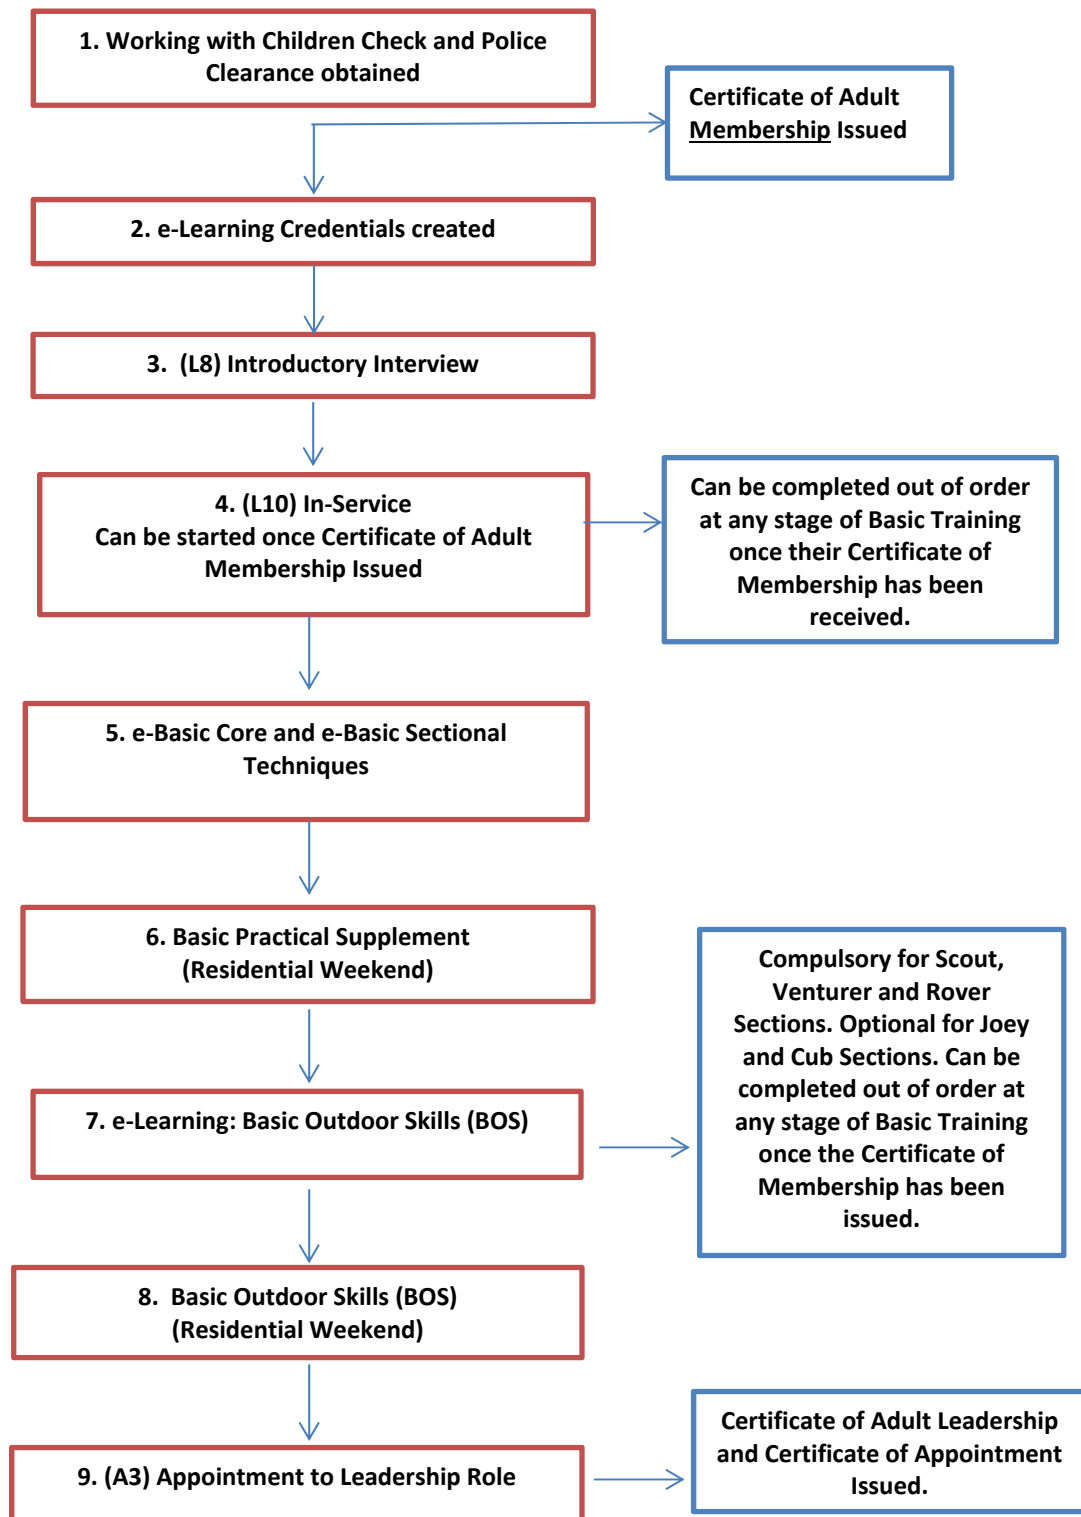 1. Working with Children Check and Police
Clearance obtained
Certificate of Adult
Membership Issued
2. e-Learning Credentials created
3. (L8) Introductory Interview
4. (L10) In-Service
Can be started once Certificate of Adult
Membership Issued
Can be completed out of order
at any stage of Basic Training
once their Certificate of
Membership has been
received.
5. e-Basic Core and e-Basic Sectional
Techniques
6. Basic Practical Supplement
(Residential Weekend)
Compulsory for Scout,
Venturer and Rover
Sections. Optional for Joey
and Cub Sections. Can be
completed out of order at
any stage of Basic Training
once the Certificate of
Membership has been
issued.
7. e-Learning: Basic Outdoor Skills (BOS)
8. Basic Outdoor Skills (BOS)
(Residential Weekend)
9. (A3) Appointment to Leadership Role
Certificate of Adult Leadership
and Certificate of Appointment
Issued.